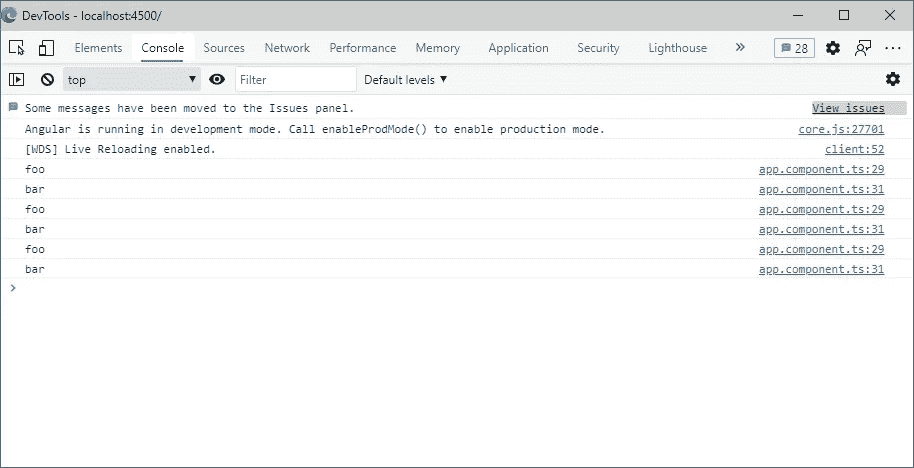 DevTools - localhost:4500/
Elements Console Sources Network Performance Memory Application Security Lighthouse » 28
top Filter Default levels
Some messages have been moved to the Issues panel. View issues
Angular is running in development mode. Call enableProdMode() to enable production mode. core.js:27701
[WDS] Live Reloading enabled. client:52
foo app.component.ts:29
bar app.component.ts:31
foo app.component.ts:29
bar app.component.ts:31
foo app.component.ts:29
bar app.component.ts:31